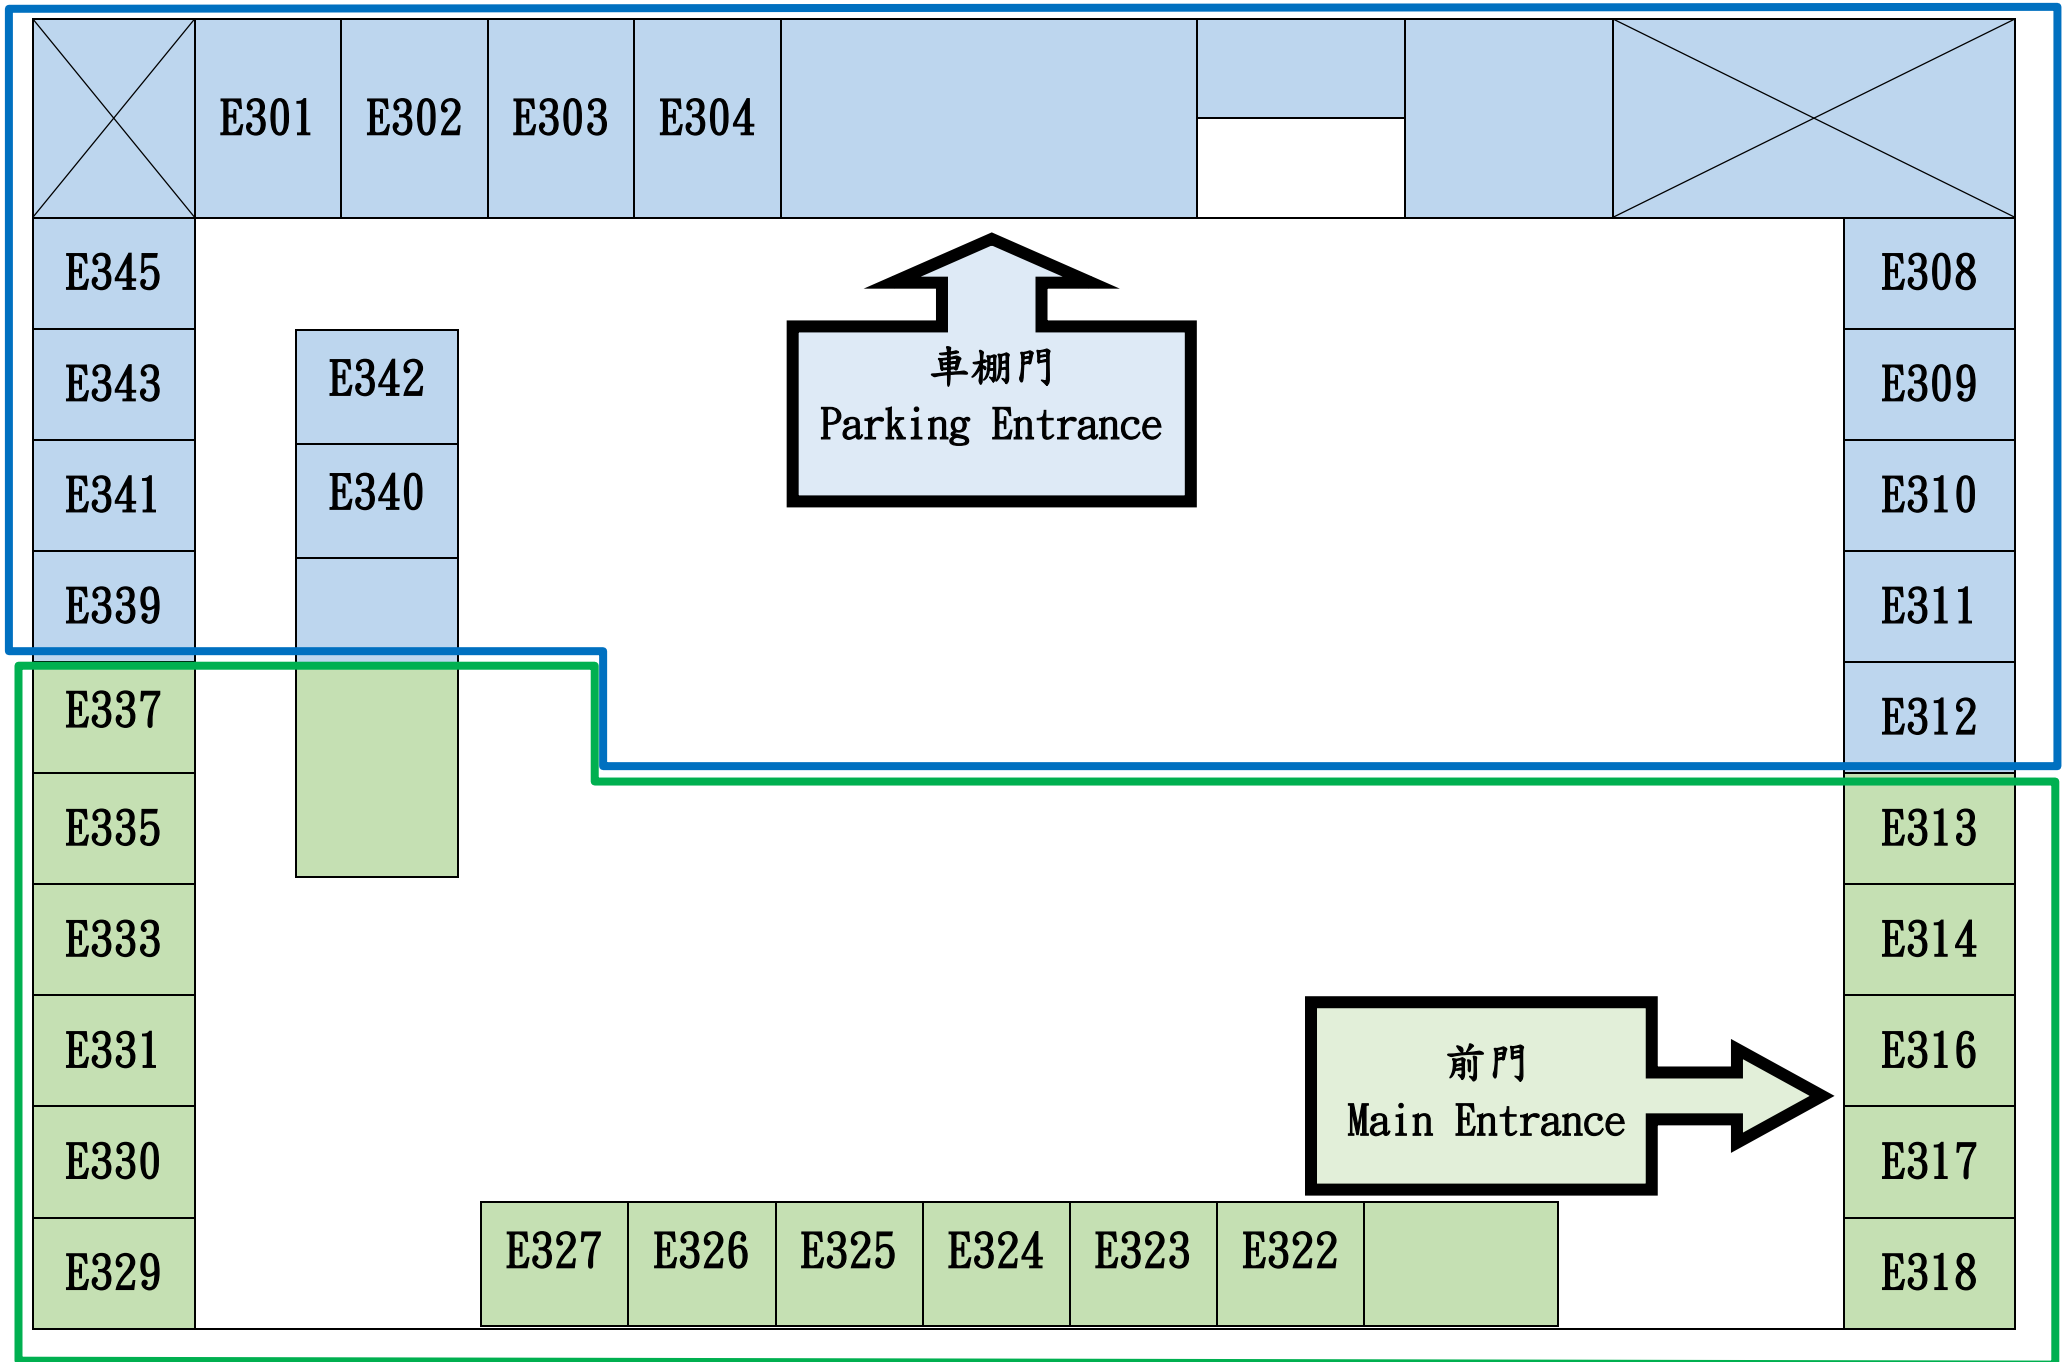 E301 E302 E303 E304
E345
E308
E343
E342
車棚門
Parking Entrance
E309
E341
E340
E310
E339
E311
E337
E312
E335
E313
E333
E314
E331
前門
Main Entrance
E316
E330
E317
E329
E327 E326 E325 E324 E323 E322
E318